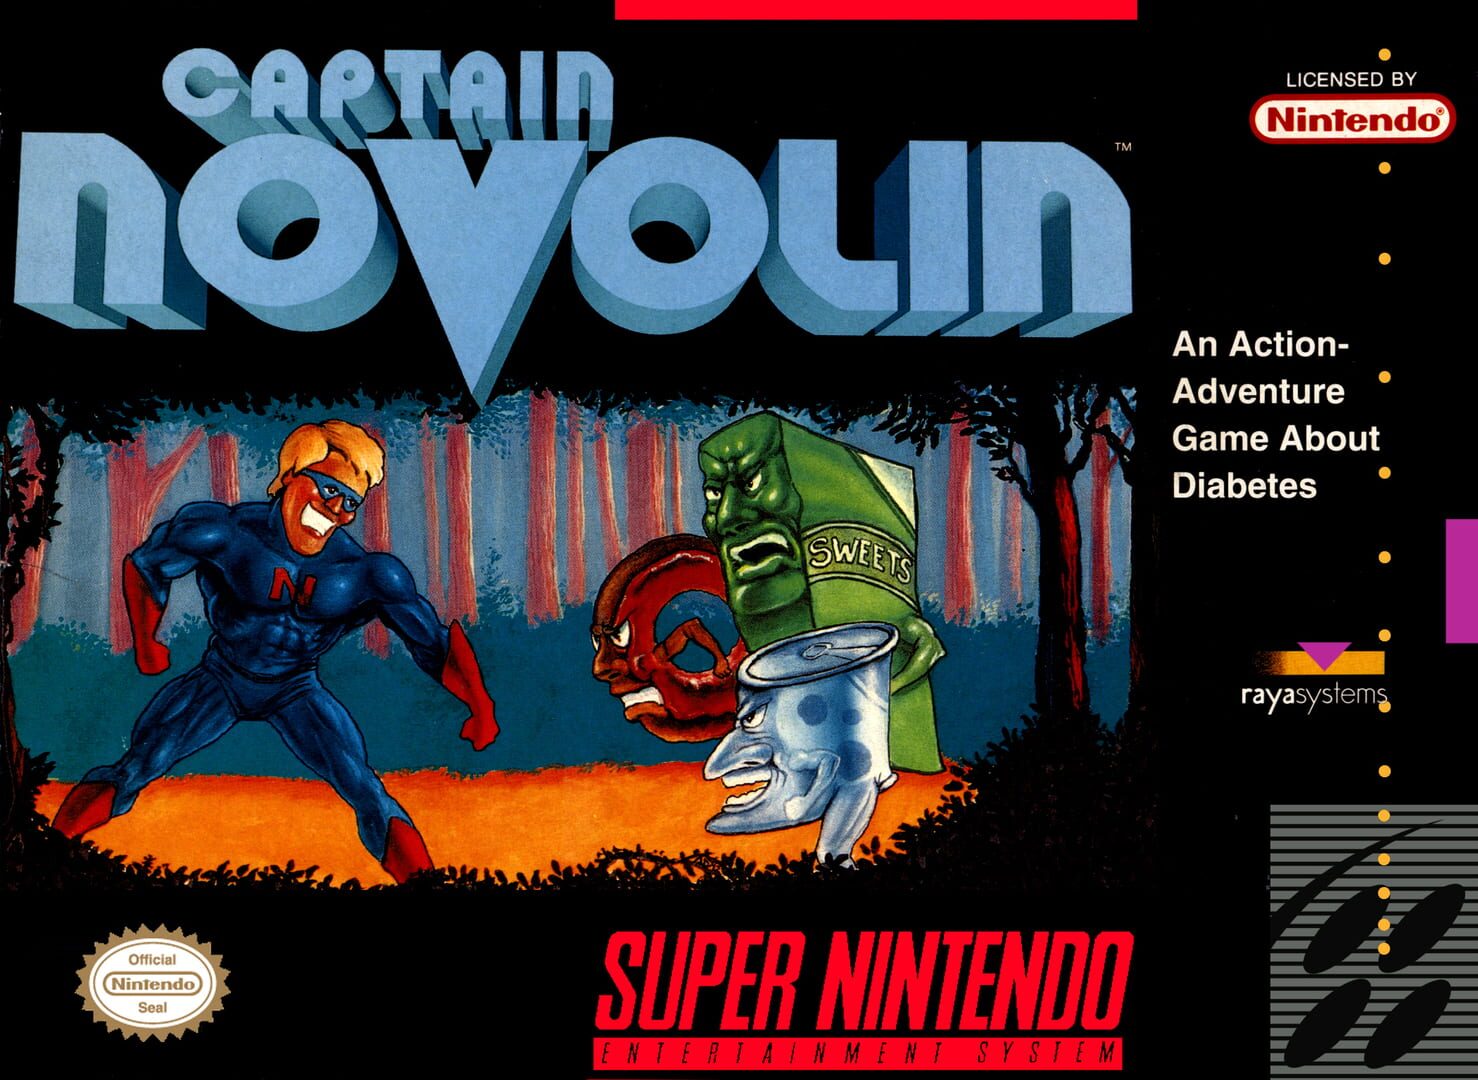 CAPTAIN
NOVOLIN
TM
LICENSED BY
Nintendo®
An Action-
Adventure
Game About
Diabetes
SWEETS
N
rayasystems
Official
Nintendo
Seal
SUPER NINTENDO
ENTERTAINMENT SYSTEM